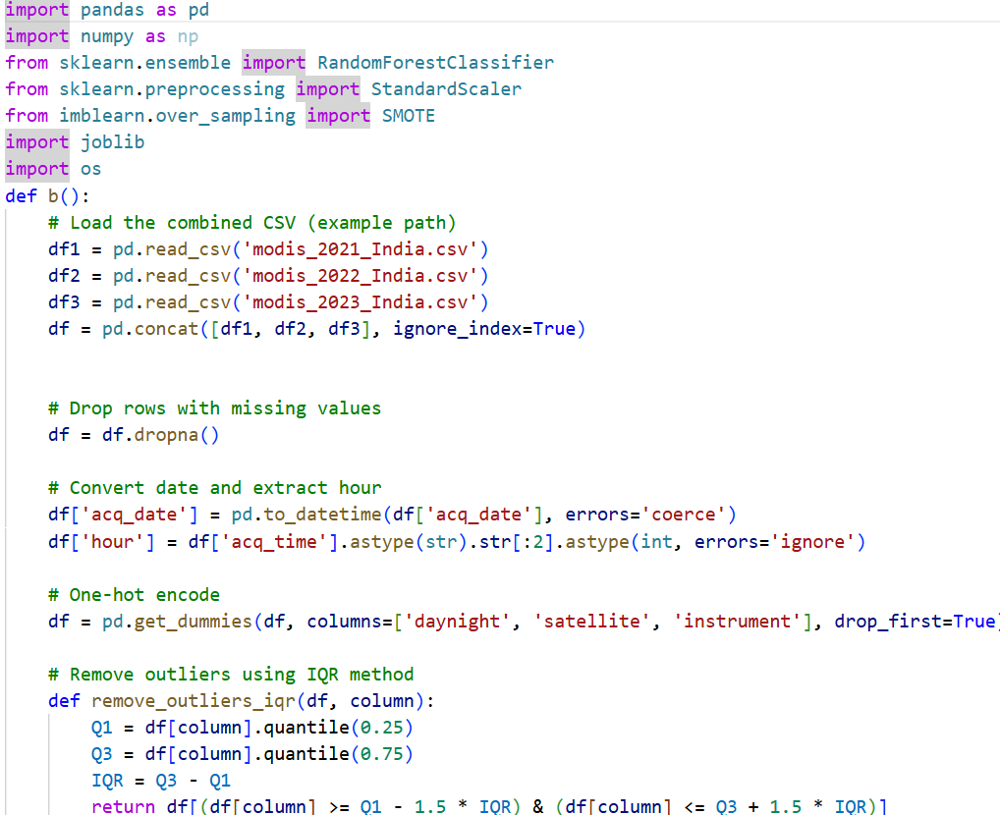 import pandas as pd
import numpy as np
from sklearn.ensemble import RandomForestClassifier
from sklearn.preprocessing import StandardScaler
from imblearn.over_sampling import SMOTE
import joblib
import os
def b():
    # Load the combined CSV (example path)
    df1 = pd.read_csv('modis_2021_India.csv')
    df2 = pd.read_csv('modis_2022_India.csv')
    df3 = pd.read_csv('modis_2023_India.csv')
    df = pd.concat([df1, df2, df3], ignore_index=True)
    # Drop rows with missing values
    df = df.dropna()
    # Convert date and extract hour
    df['acq_date'] = pd.to_datetime(df['acq_date'], errors='coerce')
    df['hour'] = df['acq_time'].astype(str).str[:2].astype(int, errors='ignore')
    # One-hot encode
    df = pd.get_dummies(df, columns=['daynight', 'satellite', 'instrument'], drop_first=True)
    # Remove outliers using IQR method
    def remove_outliers_iqr(df, column):
        Q1 = df[column].quantile(0.25)
        Q3 = df[column].quantile(0.75)
        IQR = Q3 - Q1
        return df[(df[column] >= Q1 - 1.5 * IQR) & (df[column] <= Q3 + 1.5 * IQR)]